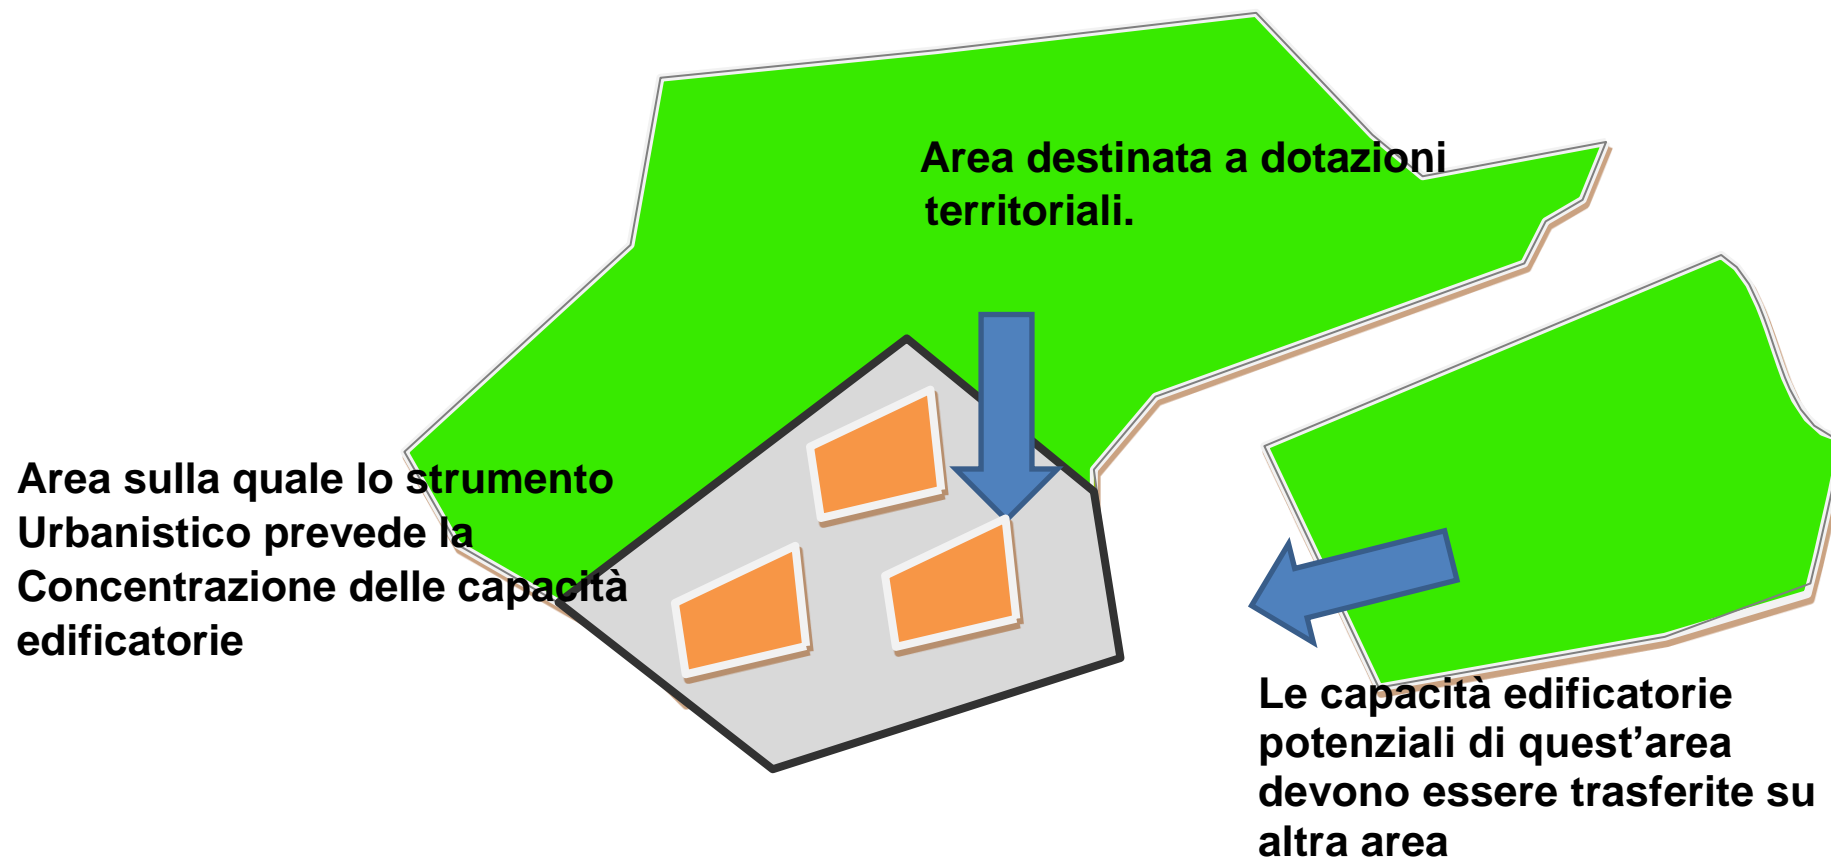 Area destinata a dotazioni
territoriali.
Area sulla quale lo strumento
Urbanistico prevede la
Concentrazione delle capacità
edificatorie
Le capacità edificatorie
potenziali di quest’area
devono essere trasferite su
altra area